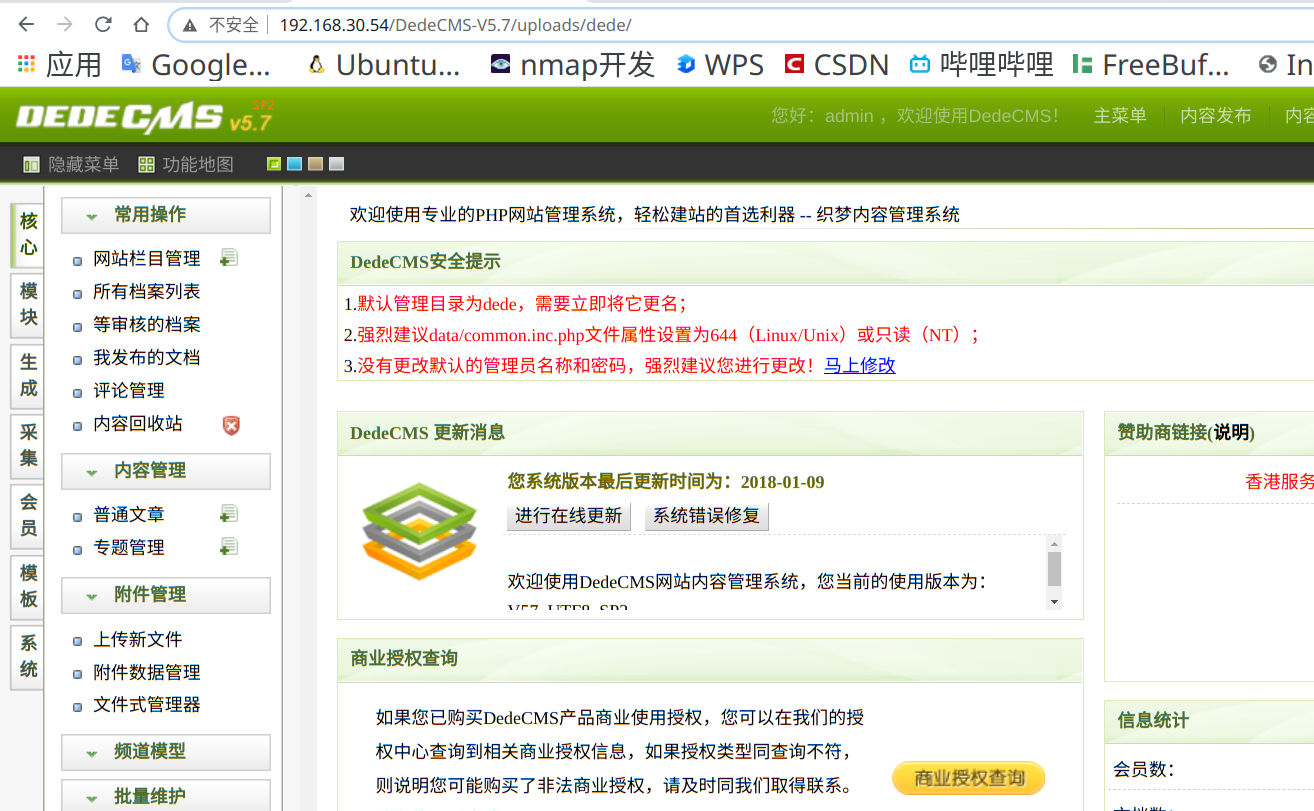 不安全 192.168.30.54/DedeCMS-V5.7/uploads/dede/
应用 Google... Ubuntu... nmap开发 WPS CSDN 哔哩哔哩 FreeBuf... In
DEDECMS v5.7 SP2 您好：admin ，欢迎使用DedeCMS！ 主菜单 内容发布 内容
隐藏菜单 功能地图
核心
模块
生成
采集
会员
模板
系统
常用操作
网站栏目管理
所有档案列表
等审核的档案
我发布的文档
评论管理
内容回收站
内容管理
普通文章
专题管理
附件管理
上传新文件
附件数据管理
文件式管理器
频道模型
批量维护
欢迎使用专业的PHP网站管理系统，轻松建站的首选利器 -- 织梦内容管理系统
DedeCMS安全提示
1.默认管理目录为dede，需要立即将它更名；
2.强烈建议data/common.inc.php文件属性设置为644（Linux/Unix）或只读（NT）；
3.没有更改默认的管理员名称和密码，强烈建议您进行更改！马上修改
DedeCMS 更新消息
您系统版本最后更新时间为：2018-01-09
进行在线更新 系统错误修复
欢迎使用DedeCMS网站内容管理系统，您当前的使用版本为：
V57_UTF8_SP2
商业授权查询
如果您已购买DedeCMS产品商业使用授权，您可以在我们的授
权中心查询到相关商业授权信息，如果授权类型同查询不符，
则说明您可能购买了非法商业授权，请及时同我们取得联系。
商业授权查询
赞助商链接(说明)
香港服务
信息统计
会员数：